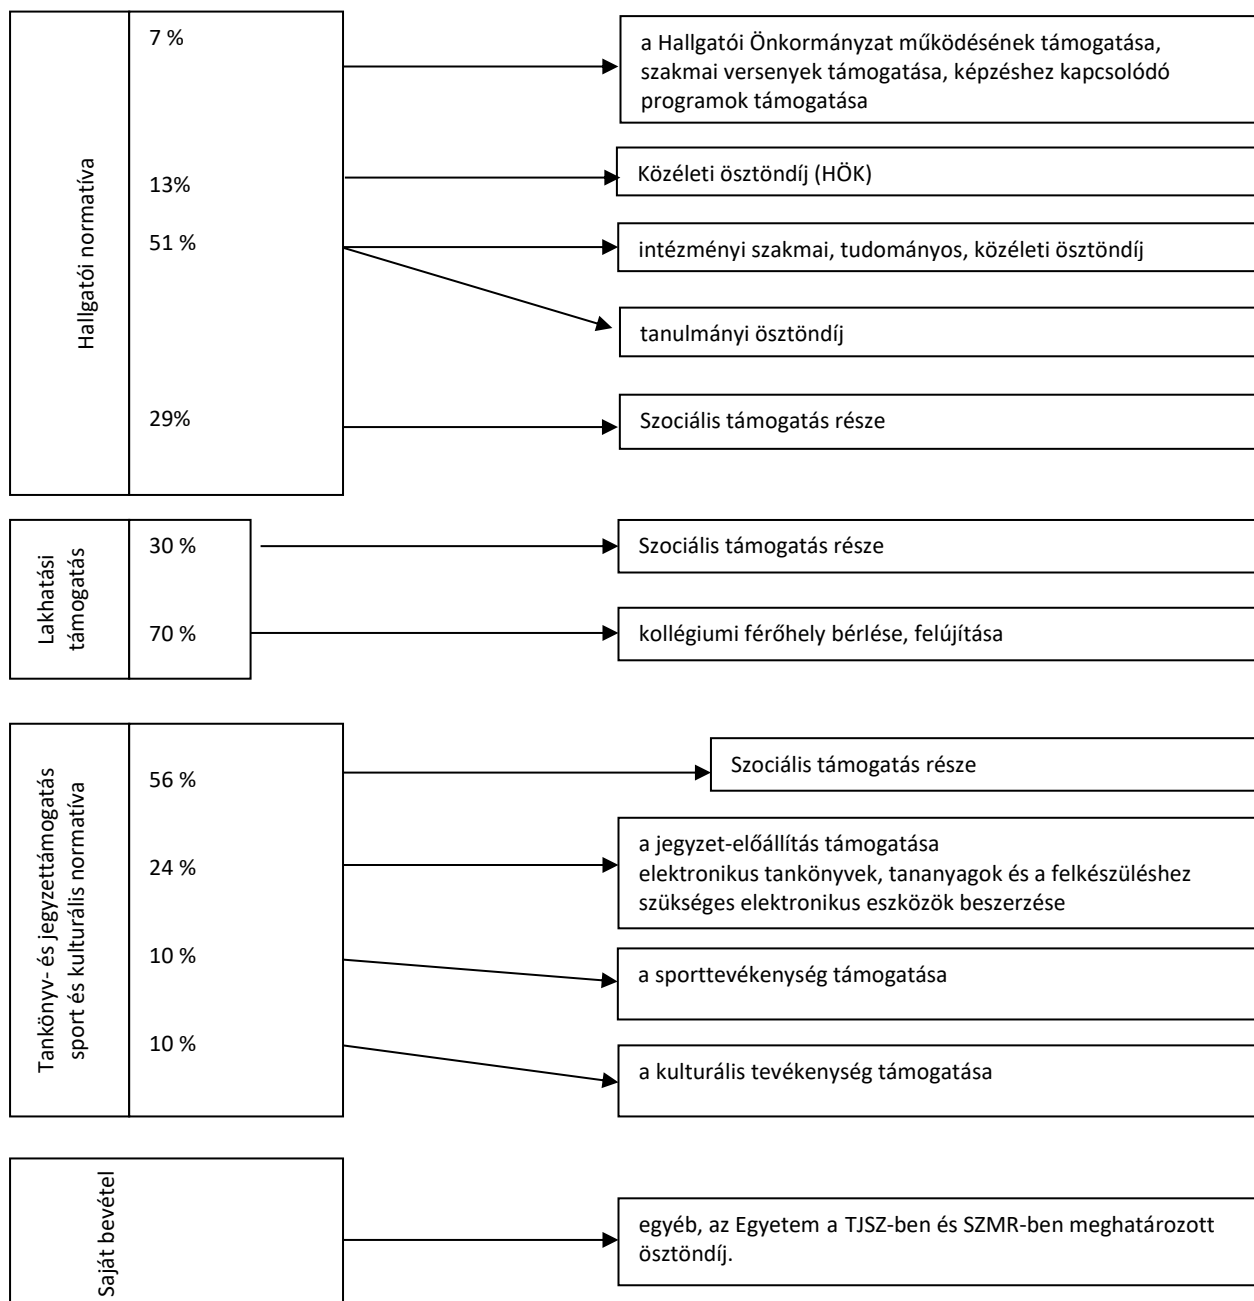 Hallgatói normatíva
7 %
a Hallgatói Önkormányzat működésének támogatása,
szakmai versenyek támogatása, képzéshez kapcsolódó
programok támogatása
13%
Közéleti ösztöndíj (HÖK)
51 %
intézményi szakmai, tudományos, közéleti ösztöndíj
tanulmányi ösztöndíj
29%
Szociális támogatás része
Lakhatási
támogatás
30 %
Szociális támogatás része
70 %
kollégiumi férőhely bérlése, felújítása
Tankönyv- és jegyzettámogatás
sport és kulturális normatíva
56 %
Szociális támogatás része
24 %
a jegyzet-előállítás támogatása
elektronikus tankönyvek, tananyagok és a felkészüléshez
szükséges elektronikus eszközök beszerzése
10 %
a sporttevékenység támogatása
10 %
a kulturális tevékenység támogatása
Saját bevétel
egyéb, az Egyetem a TJSZ-ben és SZMR-ben meghatározott
ösztöndíj.